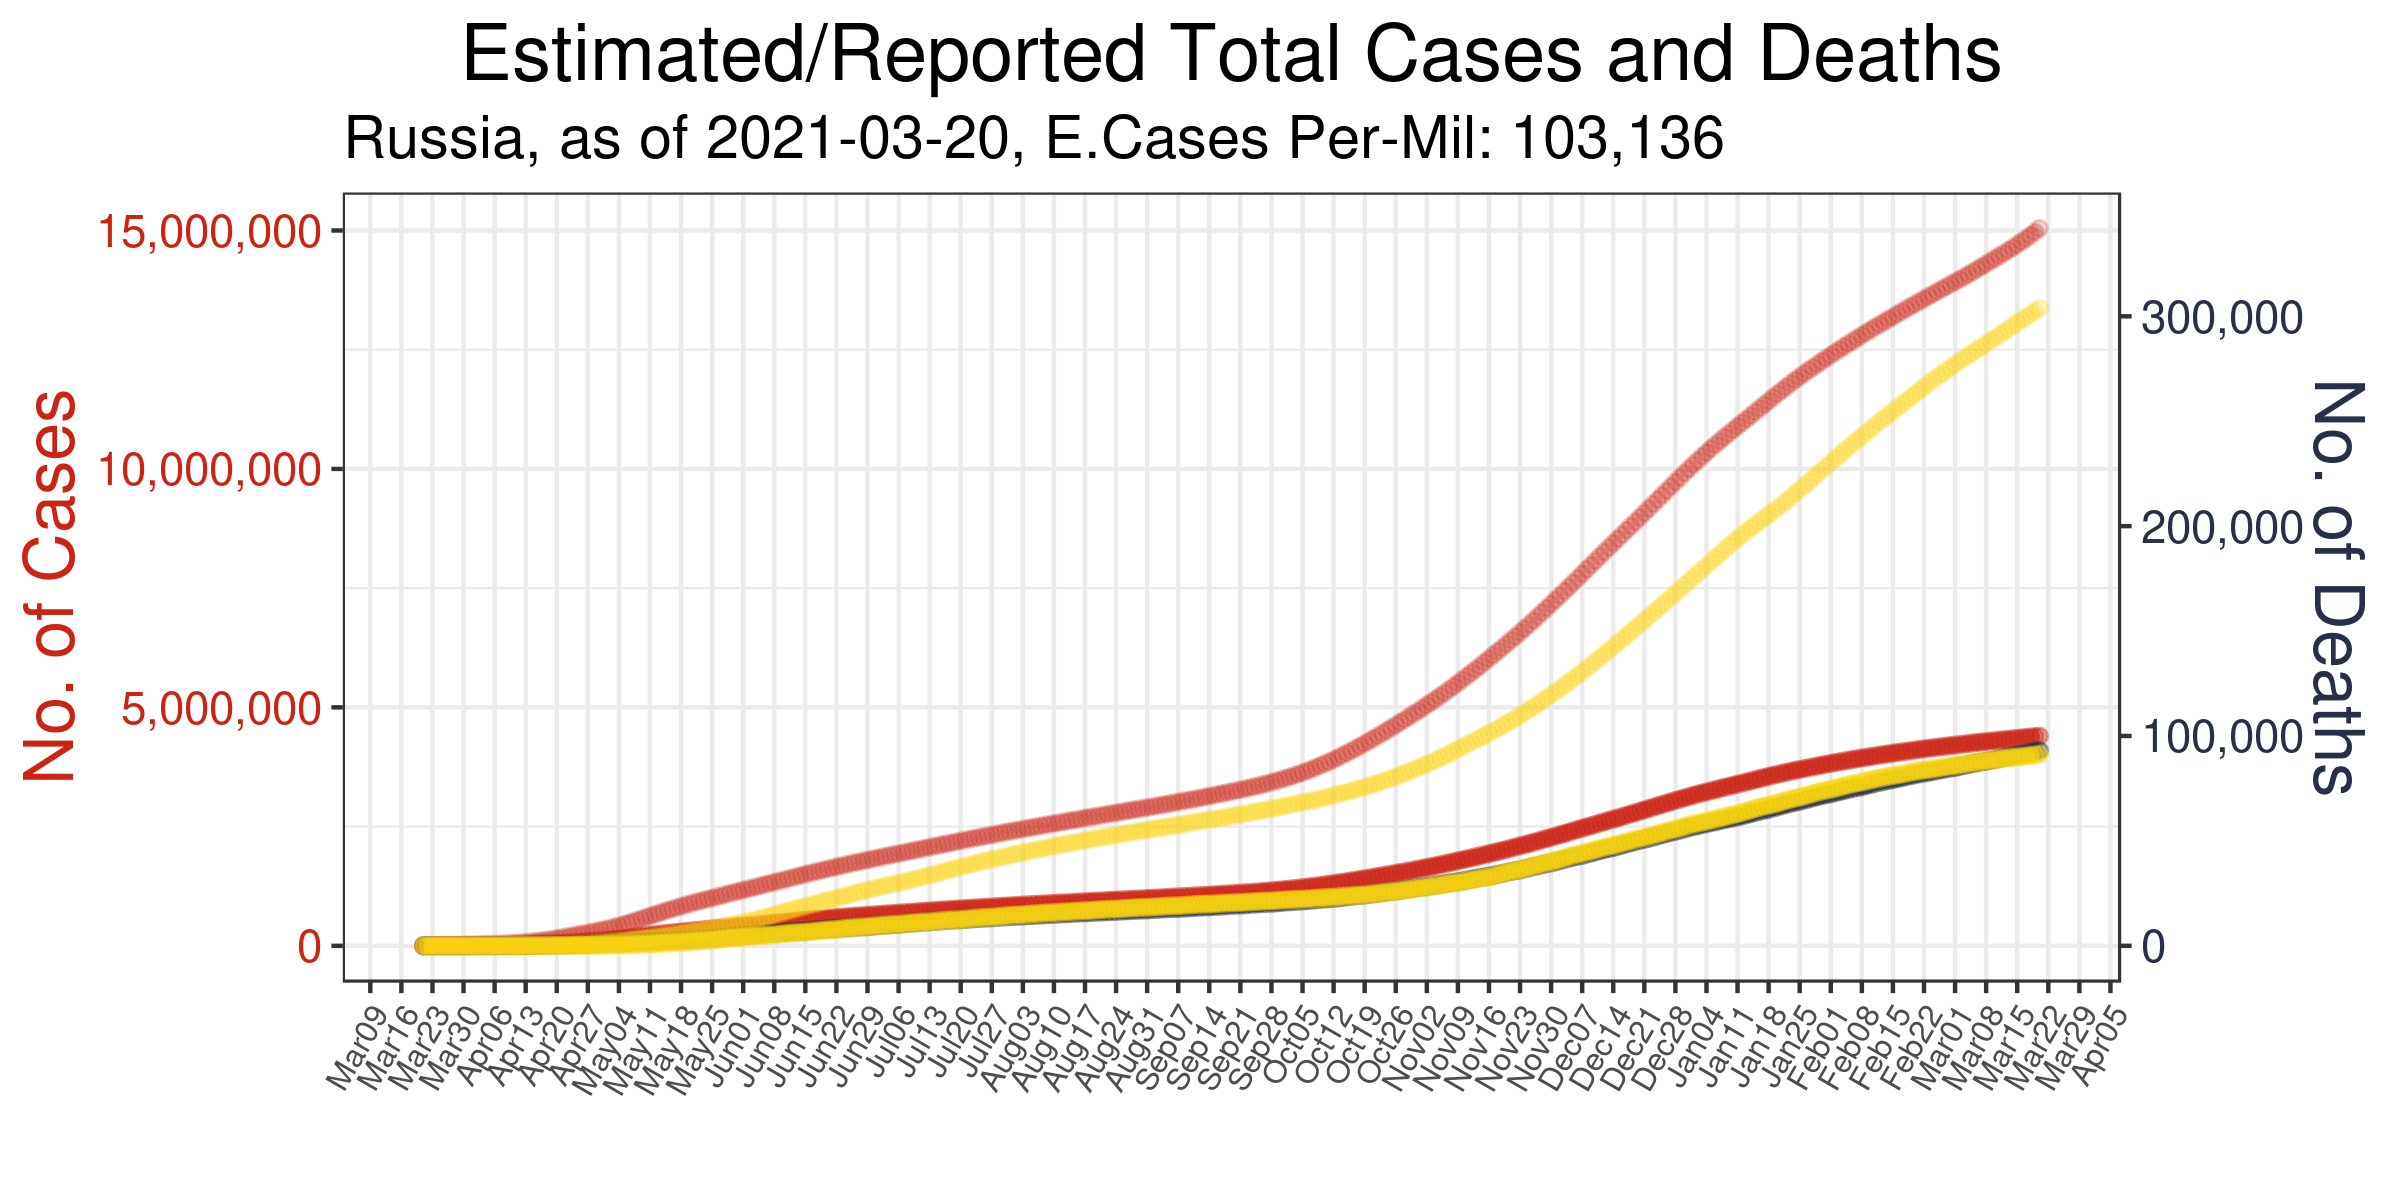 Estimated/Reported Total Cases and Deaths
Russia, as of 2021-03-20, E.Cases Per-Mil: 103,136
No. of Cases
15,000,000
10,000,000
5,000,000
0
No. of Deaths
300,000
200,000
100,000
0
Mar09 Mar16 Mar23 Mar30 Apr06 Apr13 Apr20 Apr27 May04 May11 May18 May25 Jun01 Jun08 Jun15 Jun22 Jun29 Jul06 Jul13 Jul20 Jul27 Aug03 Aug10 Aug17 Aug24 Aug31 Sep07 Sep14 Sep21 Sep28 Oct05 Oct12 Oct19 Oct26 Nov02 Nov09 Nov16 Nov23 Nov30 Dec07 Dec14 Dec21 Dec28 Dec04 Jan11 Jan18 Jan25 Feb01 Feb08 Feb15 Feb22 Mar01 Mar08 Mar15 Mar22 Mar29 Apr05